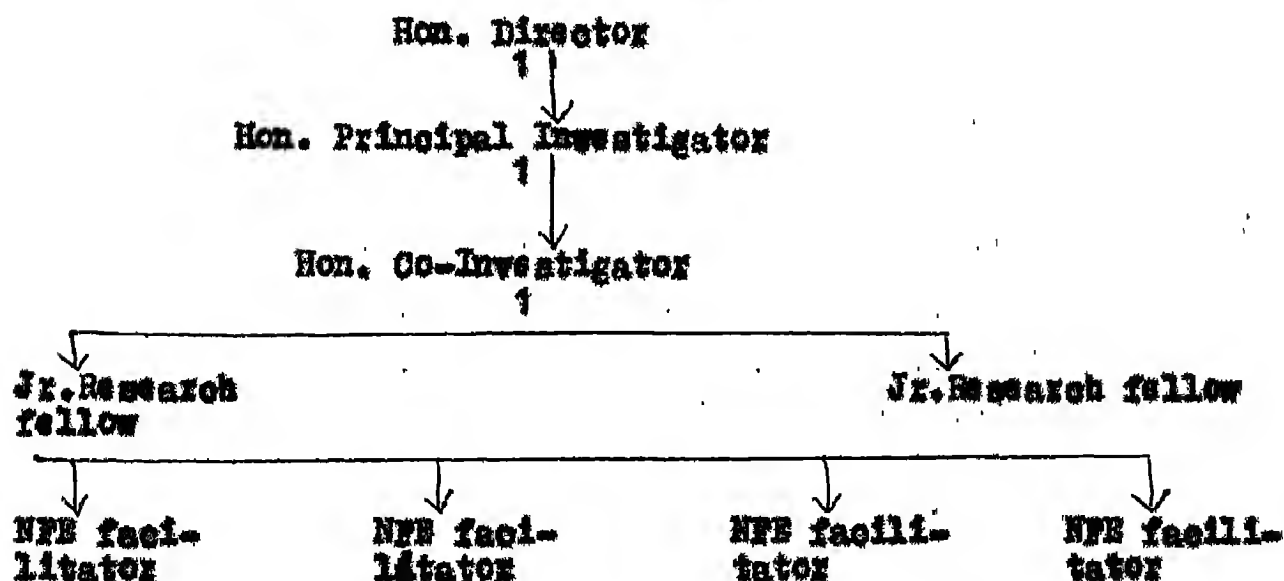 Hon. Director
1
Hon. Principal Investigator
1
Hon. Co-Investigator
1
Jr.Research Jr.Research fellow
fellow
NFE faci- NFE faci- NFE facili- NFE facili-
litator litator tator tator